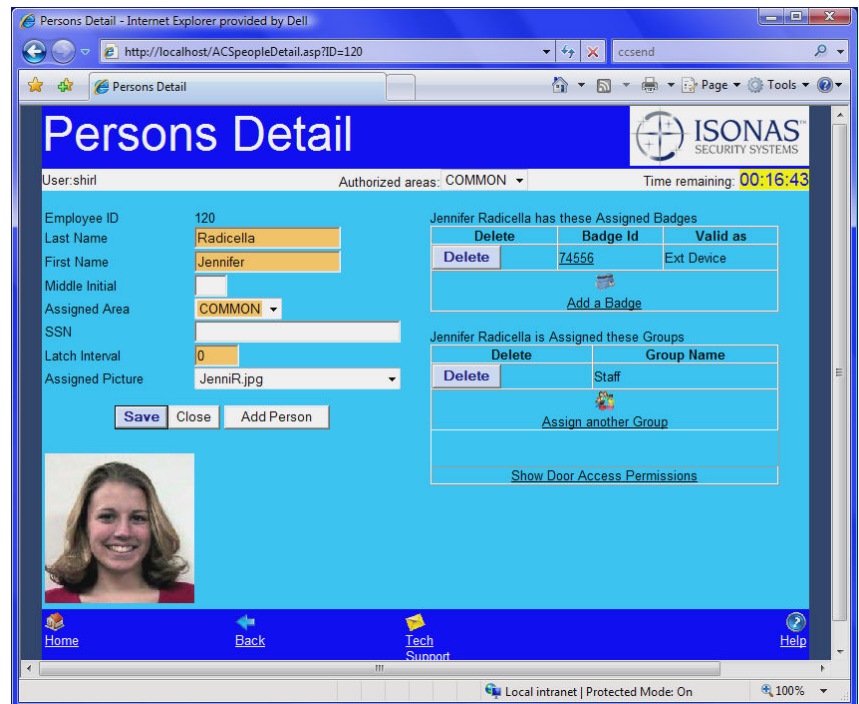 Persons Detail - Internet Explorer provided by Dell
http://localhost/ACSpeopleDetail.asp?ID=120
ccsend
Persons Detail
Page
Tools
Persons Detail
ISONAS™
SECURITY SYSTEMS
User:shirl
Authorized areas: COMMON
Time remaining: 00:16:43
Employee ID 120
Last Name Radicella
First Name Jennifer
Middle Initial
Assigned Area COMMON
SSN
Latch Interval 0
Assigned Picture JenniR.jpg
Save Close Add Person
Jennifer Radicella has these Assigned Badges
Delete Badge Id Valid as
Delete 74556 Ext Device
Add a Badge
Jennifer Radicella is Assigned these Groups
Delete Group Name
Delete Staff
Assign another Group
Show Door Access Permissions
Home Back Tech Help
Support
Local intranet | Protected Mode: On 100%